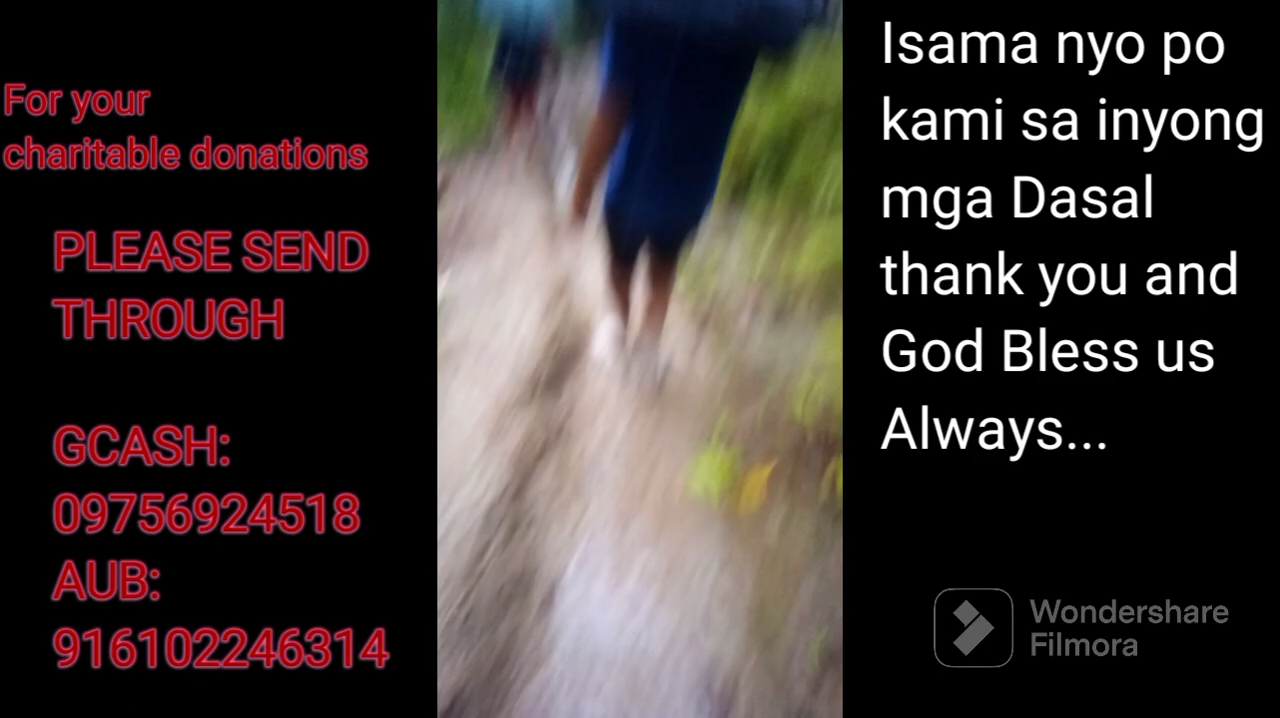 For your
charitable donations
PLEASE SEND
THROUGH
GCASH:
09756924518
AUB:
916102246314
Isama nyo po
kami sa inyong
mga Dasal
thank you and
God Bless us
Always...
Wondershare
Filmora